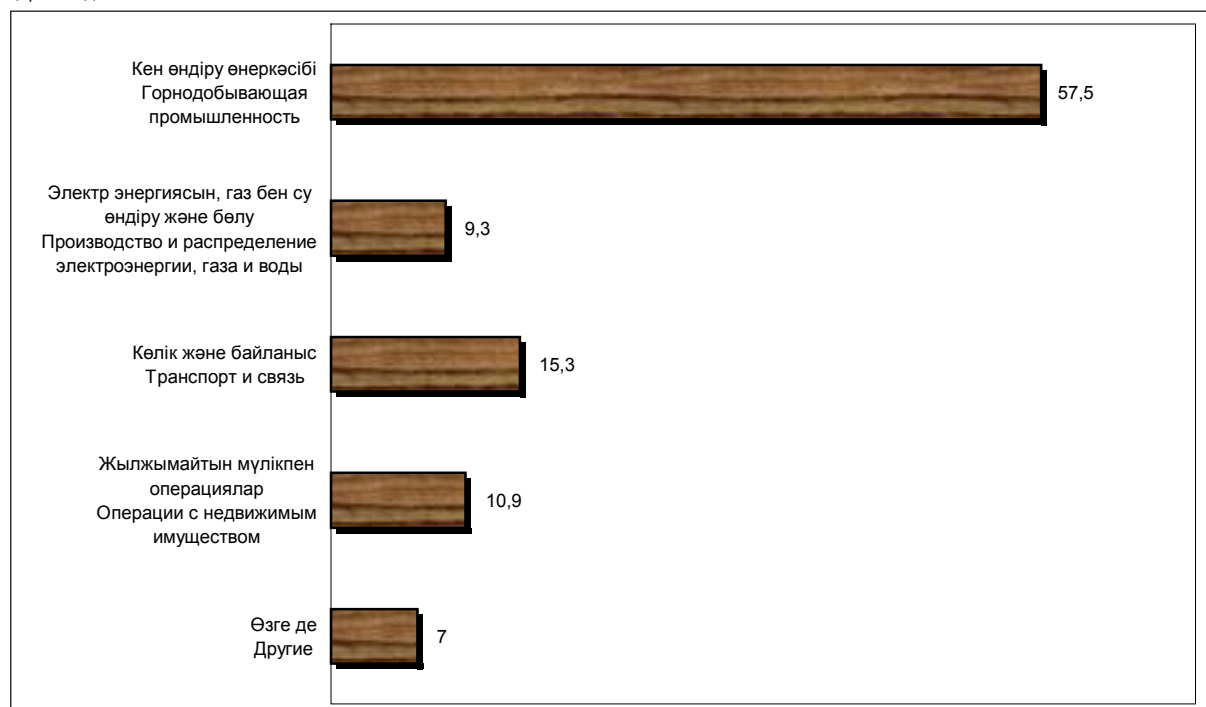 Кен өндіру өнеркәсібі
Горнодобывающая
промышленность
57,5
Электр энергиясын, газ бен су
өндіру және бөлу
Производство и распределение
электроэнергии, газа и воды
9,3
Көлік және байланыс
Транспорт и связь
15,3
Жылжымайтын мүлікпен
операциялар
Операции с недвижимым
имуществом
10,9
Өзге де
Другие
7